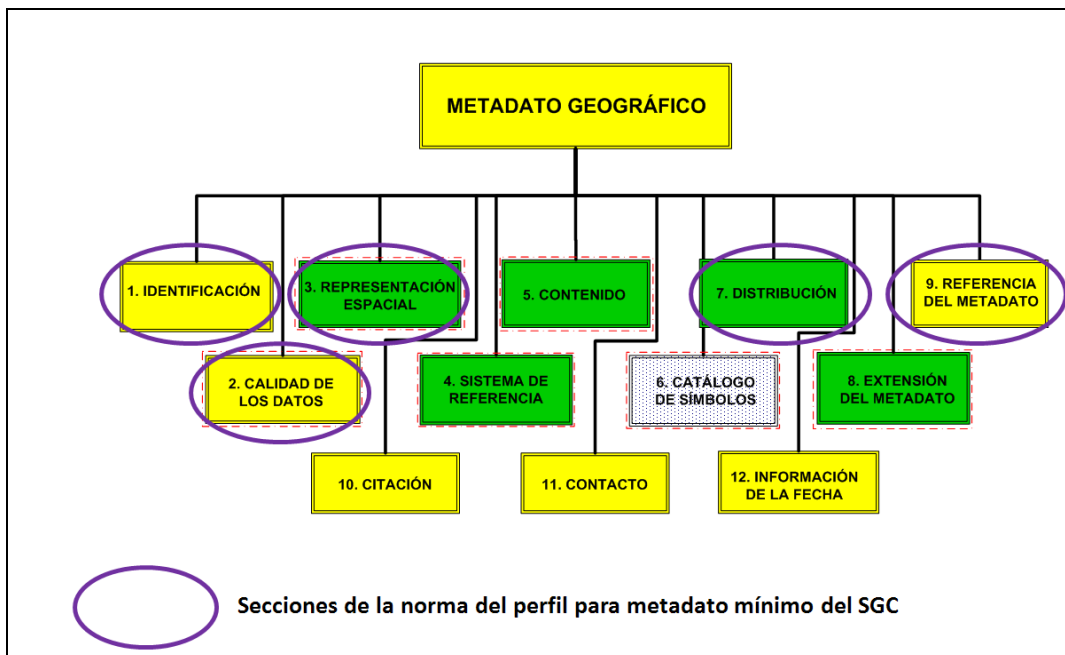 METADATO GEOGRÁFICO
1. IDENTIFICACIÓN
3. REPRESENTACIÓN
ESPACIAL
5. CONTENIDO
7. DISTRIBUCIÓN
9. REFERENCIA
DEL METADATO
2. CALIDAD DE
LOS DATOS
4. SISTEMA DE
REFERENCIA
6. CATÁLOGO
DE SÍMBOLOS
8. EXTENSIÓN
DEL METADATO
10. CITACIÓN
11. CONTACTO
12. INFORMACIÓN
DE LA FECHA
Secciones de la norma del perfil para metadato mínimo del SGC